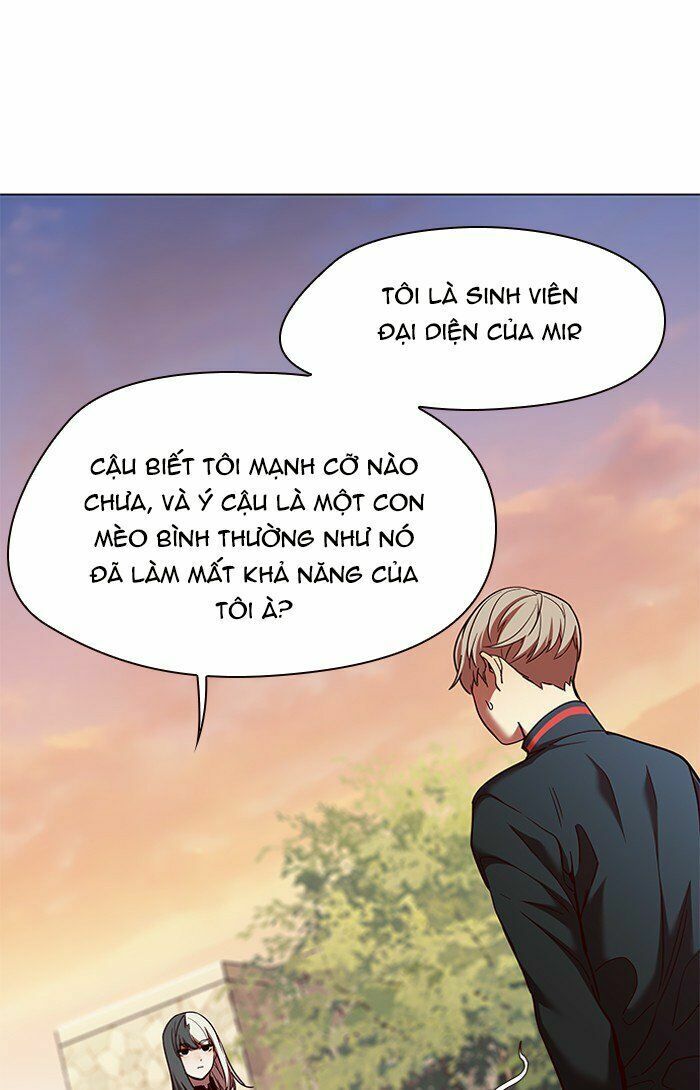 TÔI LÀ SINH VIÊN
ĐẠI DIỆN CỦA MIR
CẬU BIẾT TÔI MẠNH CỠ NÀO
CHƯA, VÀ Ý CẬU LÀ MỘT CON
MÈO BÌNH THƯỜNG NHƯ NÓ
ĐÃ LÀM MẤT KHẢ NĂNG CỦA
TÔI À?